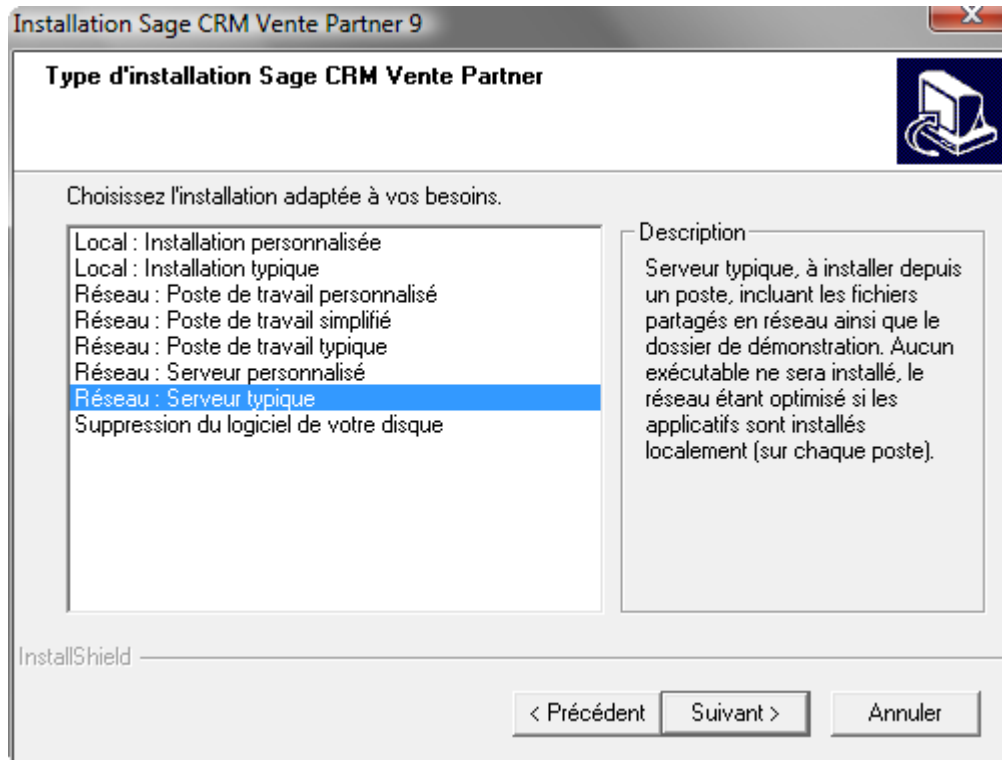 Installation Sage CRM Vente Partner 9
Type d'installation Sage CRM Vente Partner
Choisissez l'installation adaptée à vos besoins.
Local : Installation personnalisée
Local : Installation typique
Réseau : Poste de travail personnalisé
Réseau : Poste de travail simplifié
Réseau : Poste de travail typique
Réseau : Serveur personnalisé
Réseau : Serveur typique
Suppression du logiciel de votre disque
Description
Serveur typique, à installer depuis
un poste, incluant les fichiers
partagés en réseau ainsi que le
dossier de démonstration. Aucun
exécutable ne sera installé, le
réseau étant optimisé si les
applicatifs sont installés
localement (sur chaque poste).
InstallShield
< Précédent
Suivant >
Annuler